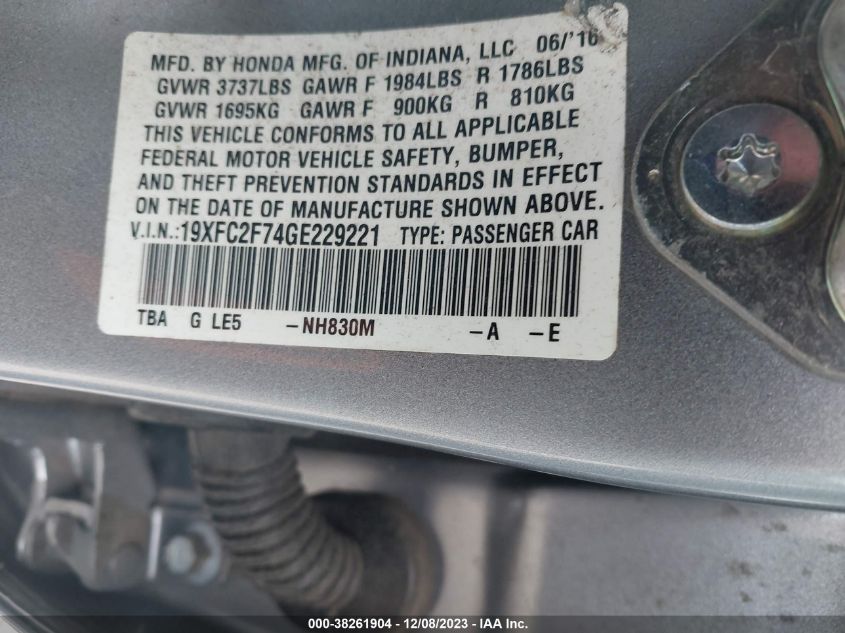 MFD. BY HONDA MFG. OF INDIANA, LLC 06/'16
GVWR 3737LBS GAWR F 1984LBS R 1786LBS
GVWR 1695KG GAWR F 900KG R 810KG
THIS VEHICLE CONFORMS TO ALL APPLICABLE
FEDERAL MOTOR VEHICLE SAFETY, BUMPER,
AND THEFT PREVENTION STANDARDS IN EFFECT
ON THE DATE OF MANUFACTURE SHOWN ABOVE.
V.I.N.:19XFC2F74GE229221 TYPE: PASSENGER CAR
TBA G LE5 -NH830M -A -E
000-38261904 - 12/08/2023 - IAAI.com